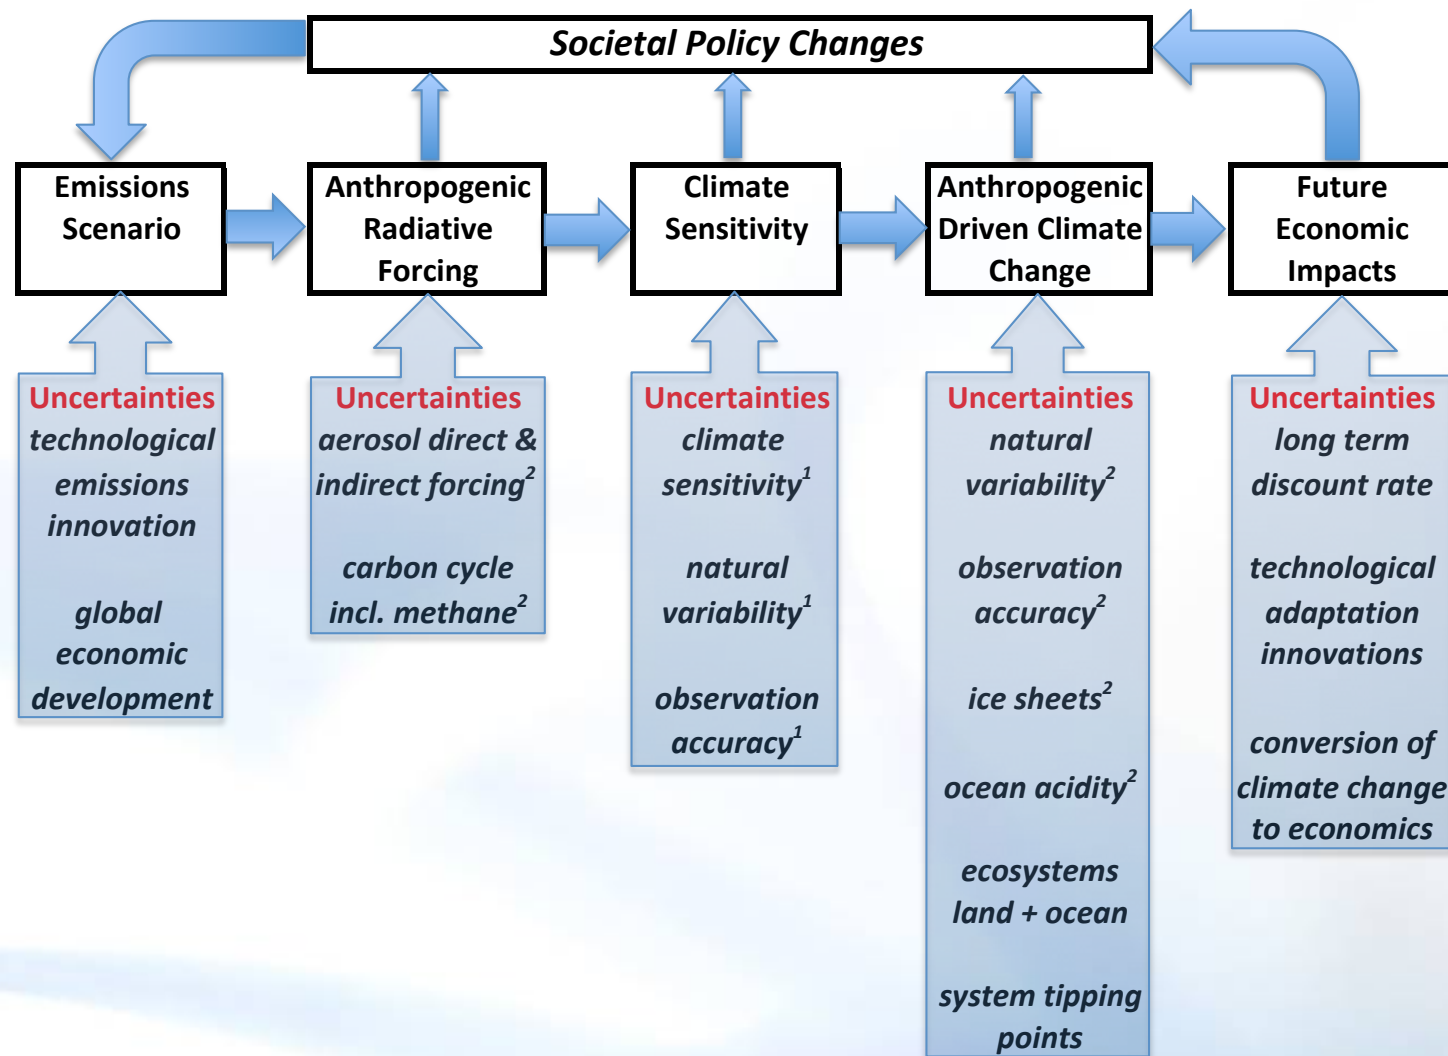 Societal Policy Changes
Emissions
Scenario
Anthropogenic
Radiative
Forcing
Climate
Sensitivity
Anthropogenic
Driven Climate
Change
Future
Economic
Impacts
Uncertainties
technological
emissions
innovation
global
economic
development
Uncertainties
aerosol direct &
indirect forcing²
carbon cycle
incl. methane²
Uncertainties
climate
sensitivity¹
natural
variability¹
observation
accuracy¹
Uncertainties
natural
variability²
observation
accuracy²
ice sheets²
ocean acidity²
ecosystems
land + ocean
system tipping
points
Uncertainties
long term
discount rate
technological
adaptation
innovations
conversion of
climate change
to economics